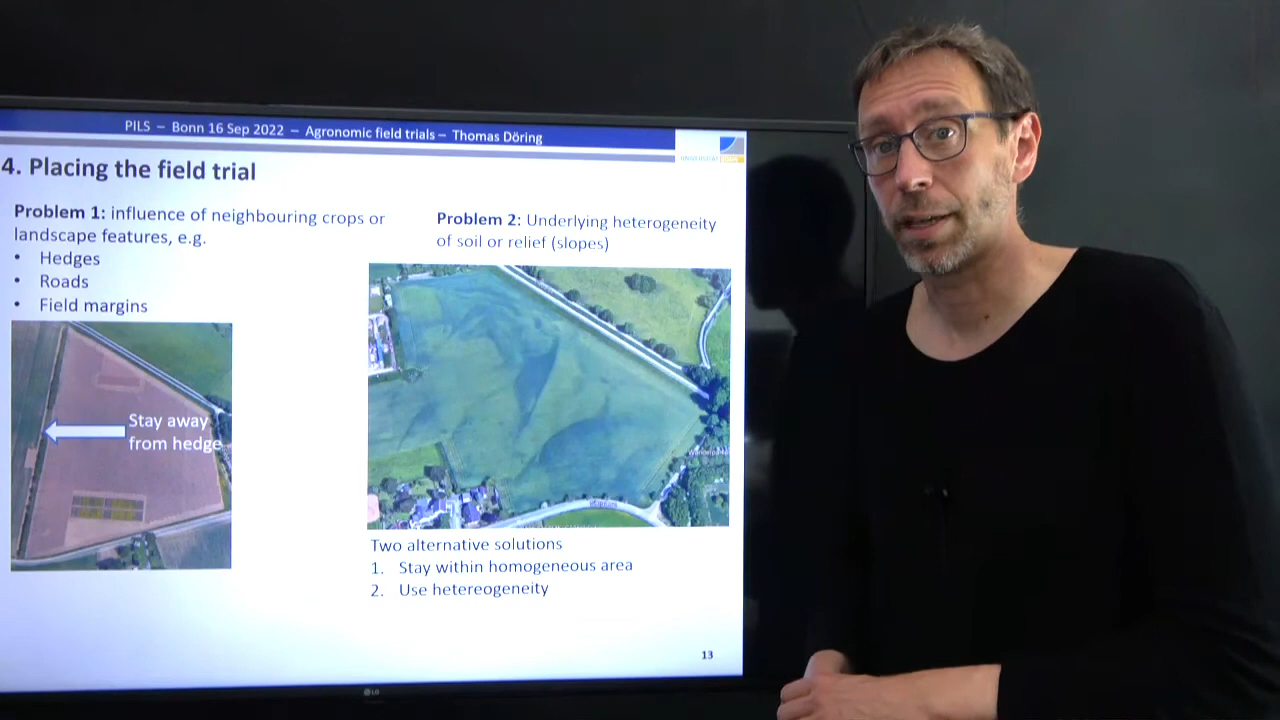 PILS – Bonn 16 Sep 2022 – Agronomic field trials – Thomas Döring
4. Placing the field trial
Problem 1: influence of neighbouring crops or
landscape features, e.g.
• Hedges
• Roads
• Field margins
Stay away
from hedge
Problem 2: Underlying heterogeneity
of soil or relief (slopes)
Two alternative solutions
1. Stay within homogeneous area
2. Use hetereogeneity
13
LG